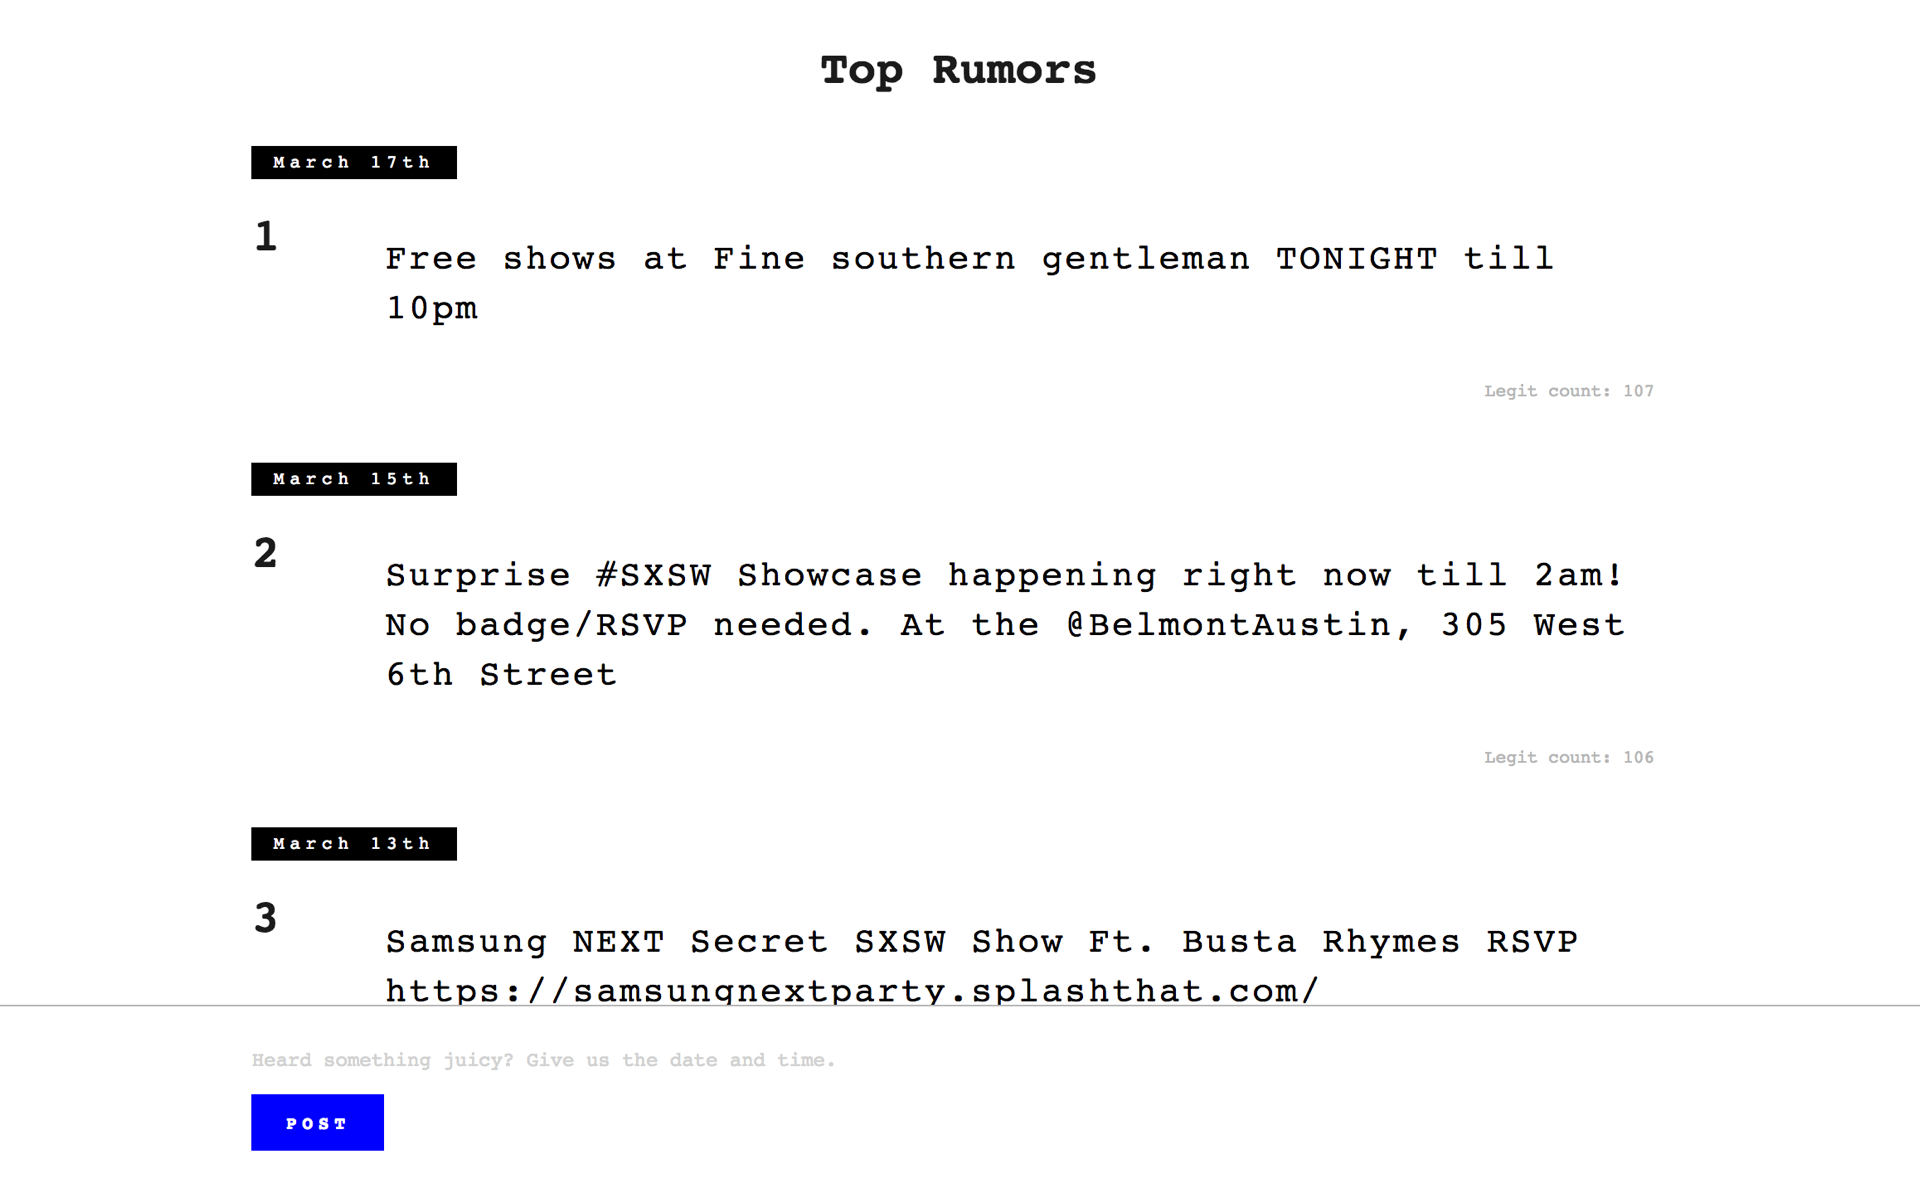 Top Rumors
March 17th
1
Free shows at Fine southern gentleman TONIGHT till
10pm
Legit count: 107
March 15th
2
Surprise #SXSW Showcase happening right now till 2am!
No badge/RSVP needed. At the @BelmontAustin, 305 West
6th Street
Legit count: 106
March 13th
3
Samsung NEXT Secret SXSW Show Ft. Busta Rhymes RSVP
https://samsungnextparty.splashthat.com/
Heard something juicy? Give us the date and time.
POST